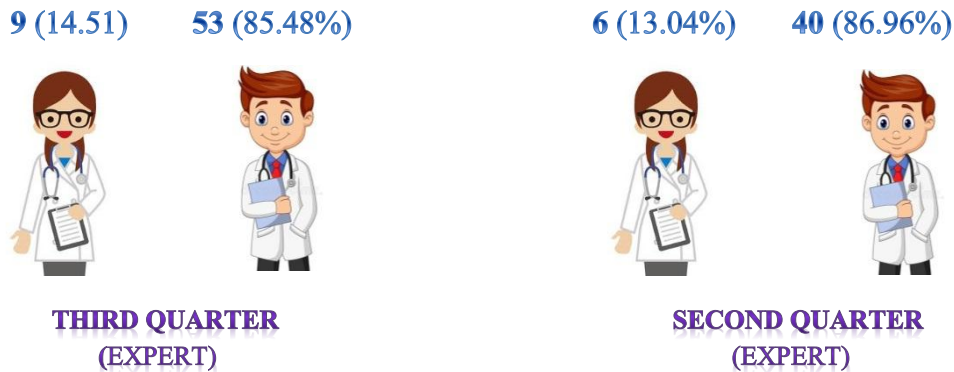 9 (14.51) 53 (85.48%) 6 (13.04%) 40 (86.96%)
THIRD QUARTER
(EXPERT)
SECOND QUARTER
(EXPERT)